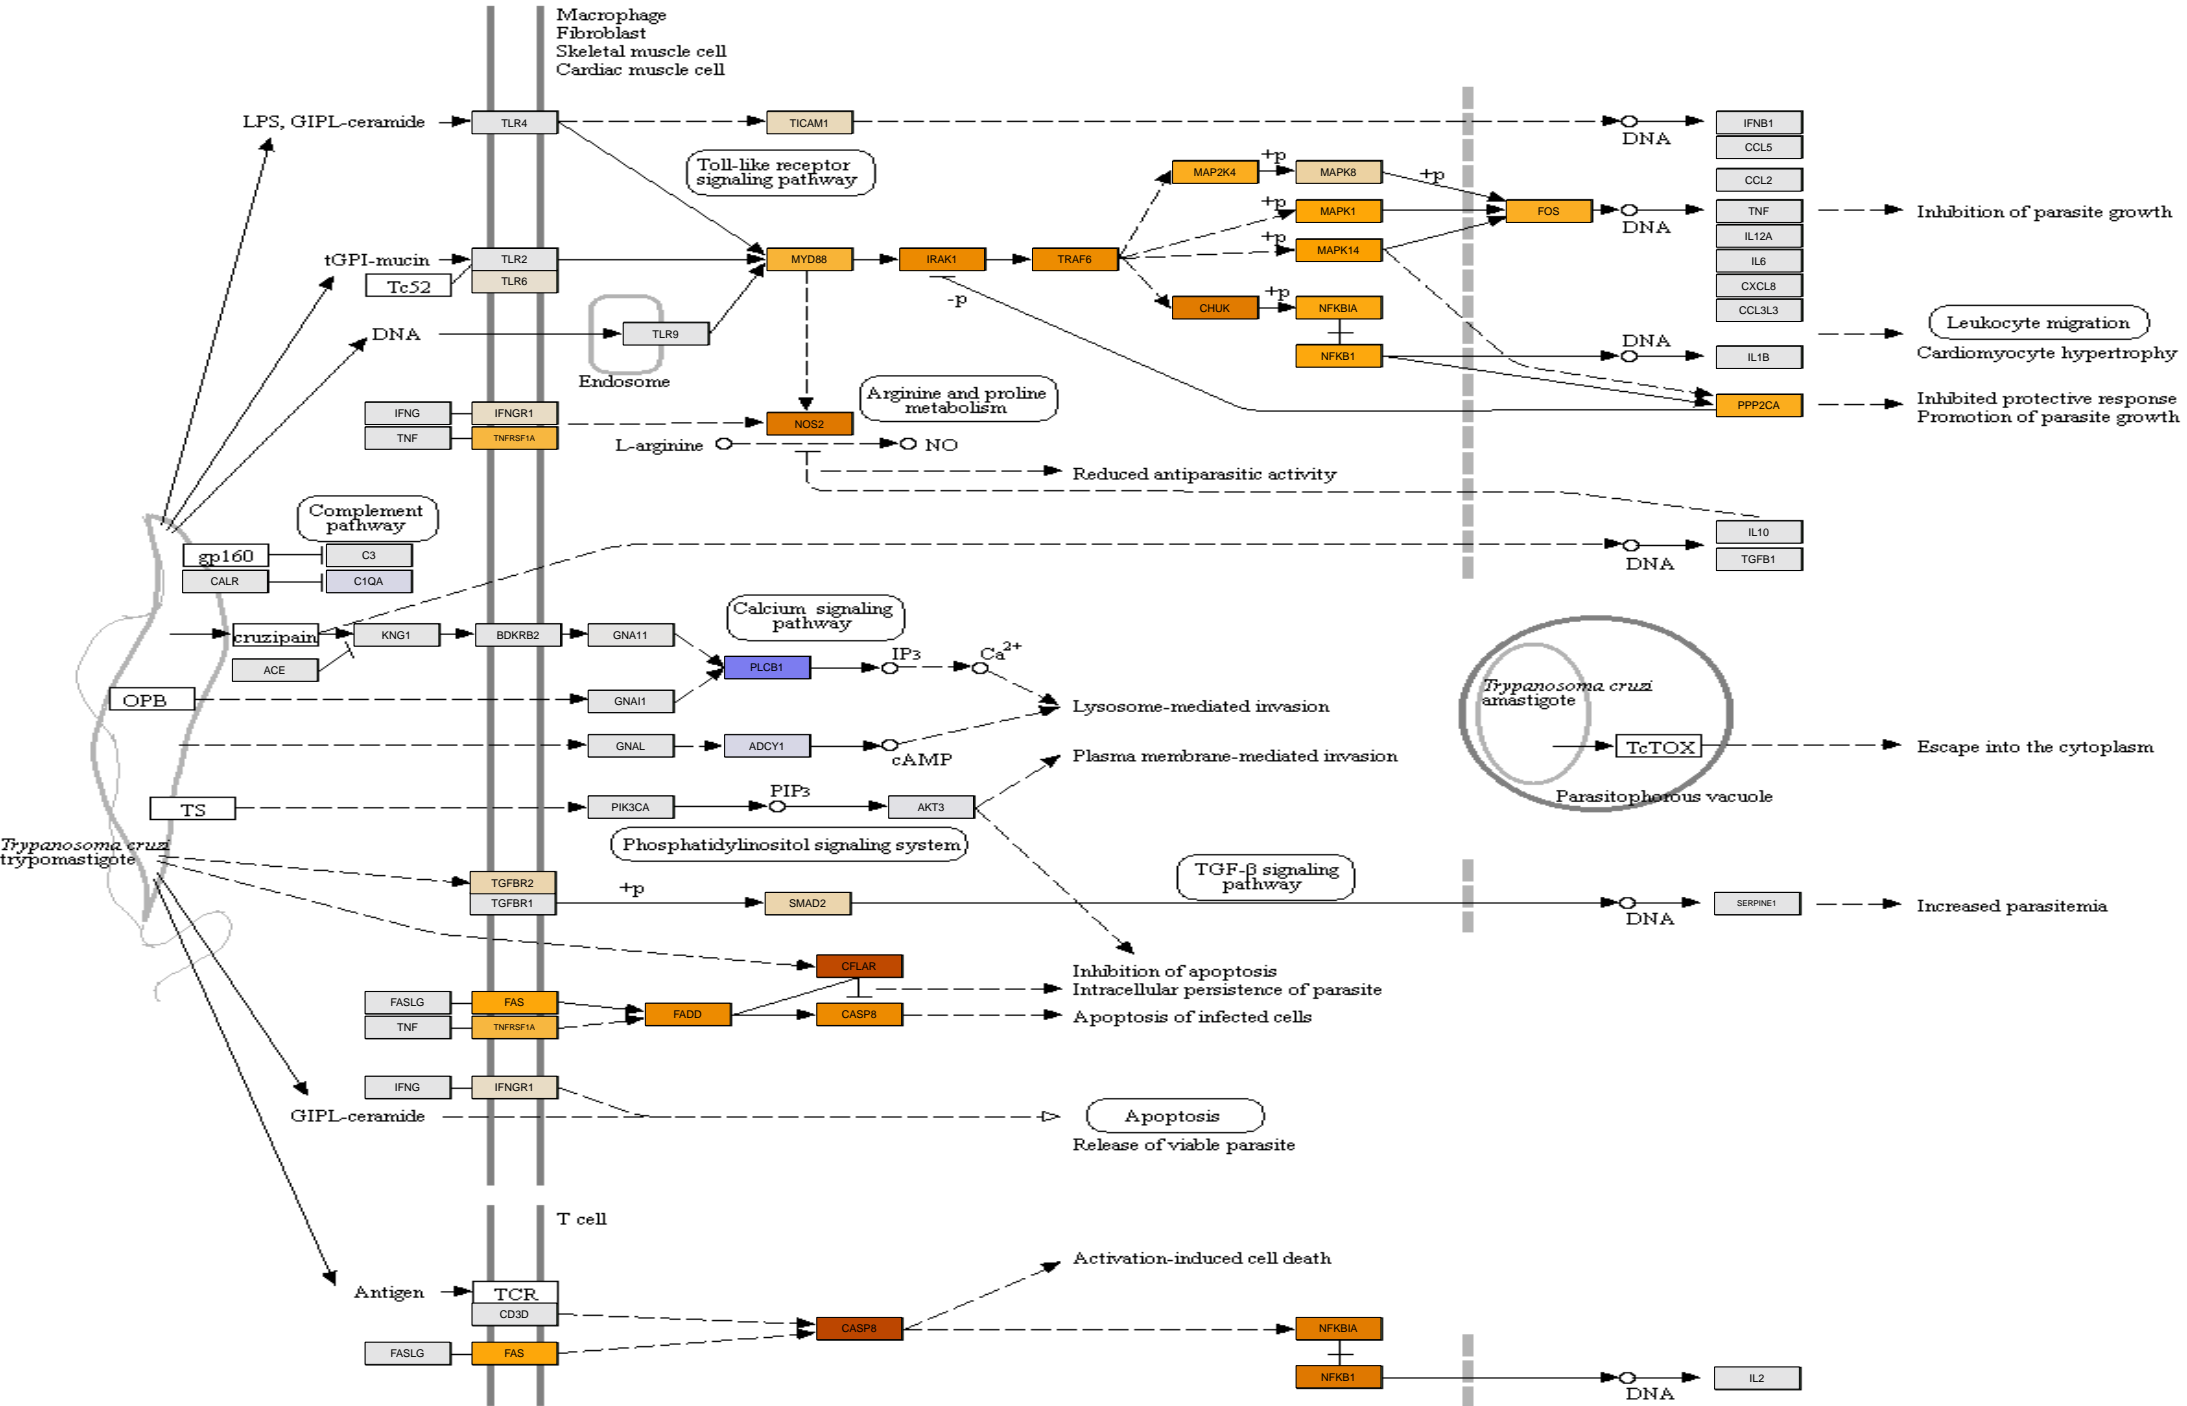 Macrophage
Fibroblast
Skeletal muscle cell
Cardiac muscle cell
LPS, GIPL-ceramide
TLR4
TICAM1
DNA
IFNB1
CCL5
Toll-like receptor
signaling pathway
MAP2K4
+p
MAPK8
+p
CCL2
+p
MAPK1
FOS
DNA
TNF
Inhibition of parasite growth
+p
MAPK14
IL12A
tGPI-mucin
TLR2
MYD88
IRAK1
TRAF6
IL6
Tc52
TLR6
CXCL8
-p
CHUK
+p
NFKBIA
CCL3L3
DNA
TLR9
Endosome
Leukocyte migration
Cardiomyocyte hypertrophy
NFKB1
DNA
IL1B
Arginine and proline
metabolism
PPP2CA
Inhibited protective response
Promotion of parasite growth
IFNG
IFNGR1
TNF
TNFRSF1A
NOS2
L-arginine
NO
Reduced antiparasitic activity
Complement
pathway
gp160
C3
CALR
C1QA
DNA
IL10
TGFB1
cruzipain
KNG1
BDKRB2
GNA11
Calcium signaling
pathway
ACE
PLCB1
IP3
Ca2+
OPB
GNAI1
Lysosome-mediated invasion
Trypanosoma cruzi
amastigote
GNAL
ADCY1
cAMP
Plasma membrane-mediated invasion
TcTOX
Escape into the cytoplasm
Parasitophorous vacuole
TS
PIK3CA
PIP3
AKT3
Phosphatidylinositol signaling system
Trypanosoma cruzi
trypomastigote
TGFBR2
TGFBR1
+p
SMAD2
TGF-β signaling
pathway
DNA
SERPINE1
Increased parasitemia
CFLAR
Inhibition of apoptosis
Intracellular persistence of parasite
FASLG
FAS
TNF
TNFRSF1A
FADD
CASP8
Apoptosis of infected cells
IFNG
IFNGR1
GIPL-ceramide
Apoptosis
Release of viable parasite
T cell
Activation-induced cell death
Antigen
TCR
CD3D
CASP8
NFKBIA
FASLG
FAS
NFKB1
DNA
IL2